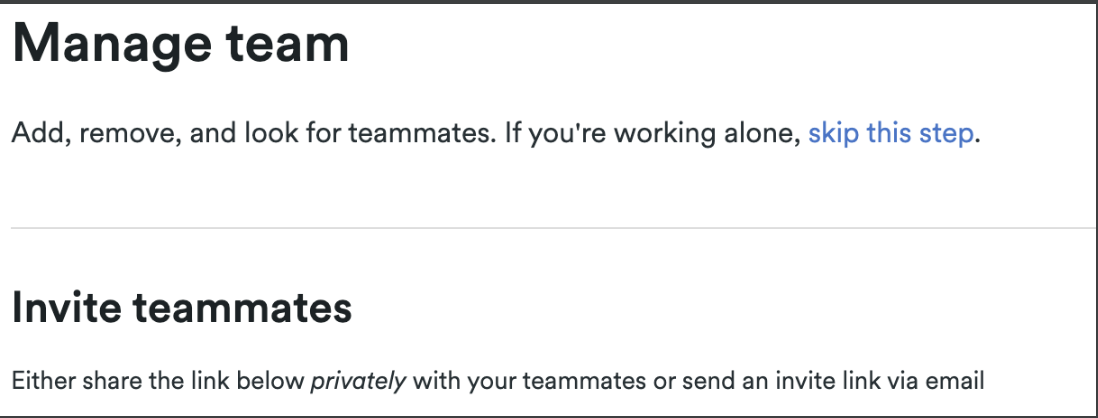 Manage team
Add, remove, and look for teammates. If you're working alone, skip this step.
Invite teammates
Either share the link below privately with your teammates or send an invite link via email